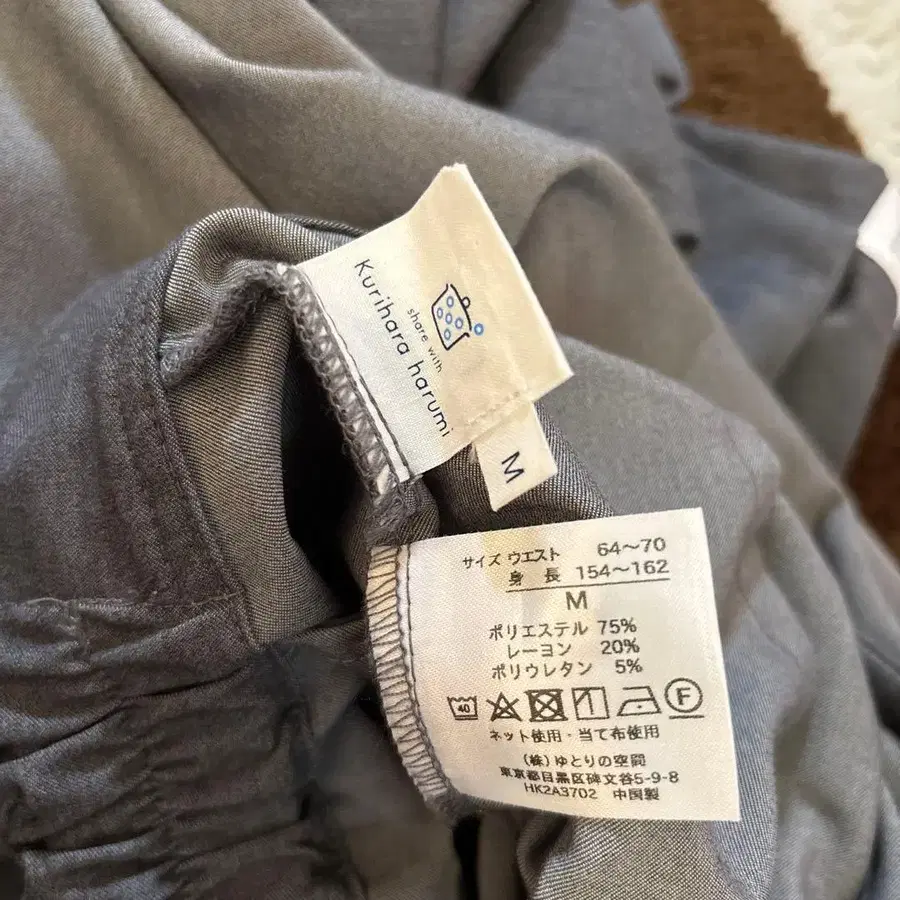 share with
Kurihara harumi
M
サイズ ウエスト 64～70
身 長 154～162
M
ポリエステル 75%
レーヨン 20%
ポリウレタン 5%
40
F
ネット使用・当て布使用
(株)ゆとりの空間
東京都目黒区碑文谷5-9-8
HK2A3702 中国製